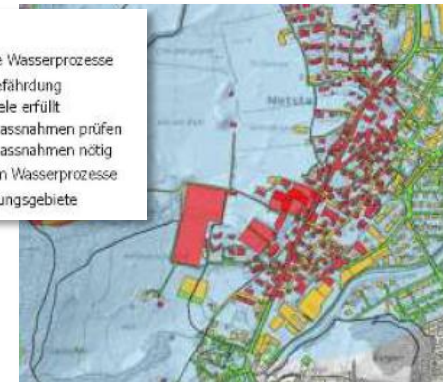 e Wasserprozesse
efährdung
ele erfüllt
assnahmen prüfen
assnahmen nötig
n Wasserprozesse
ungsgebiete
Netsta